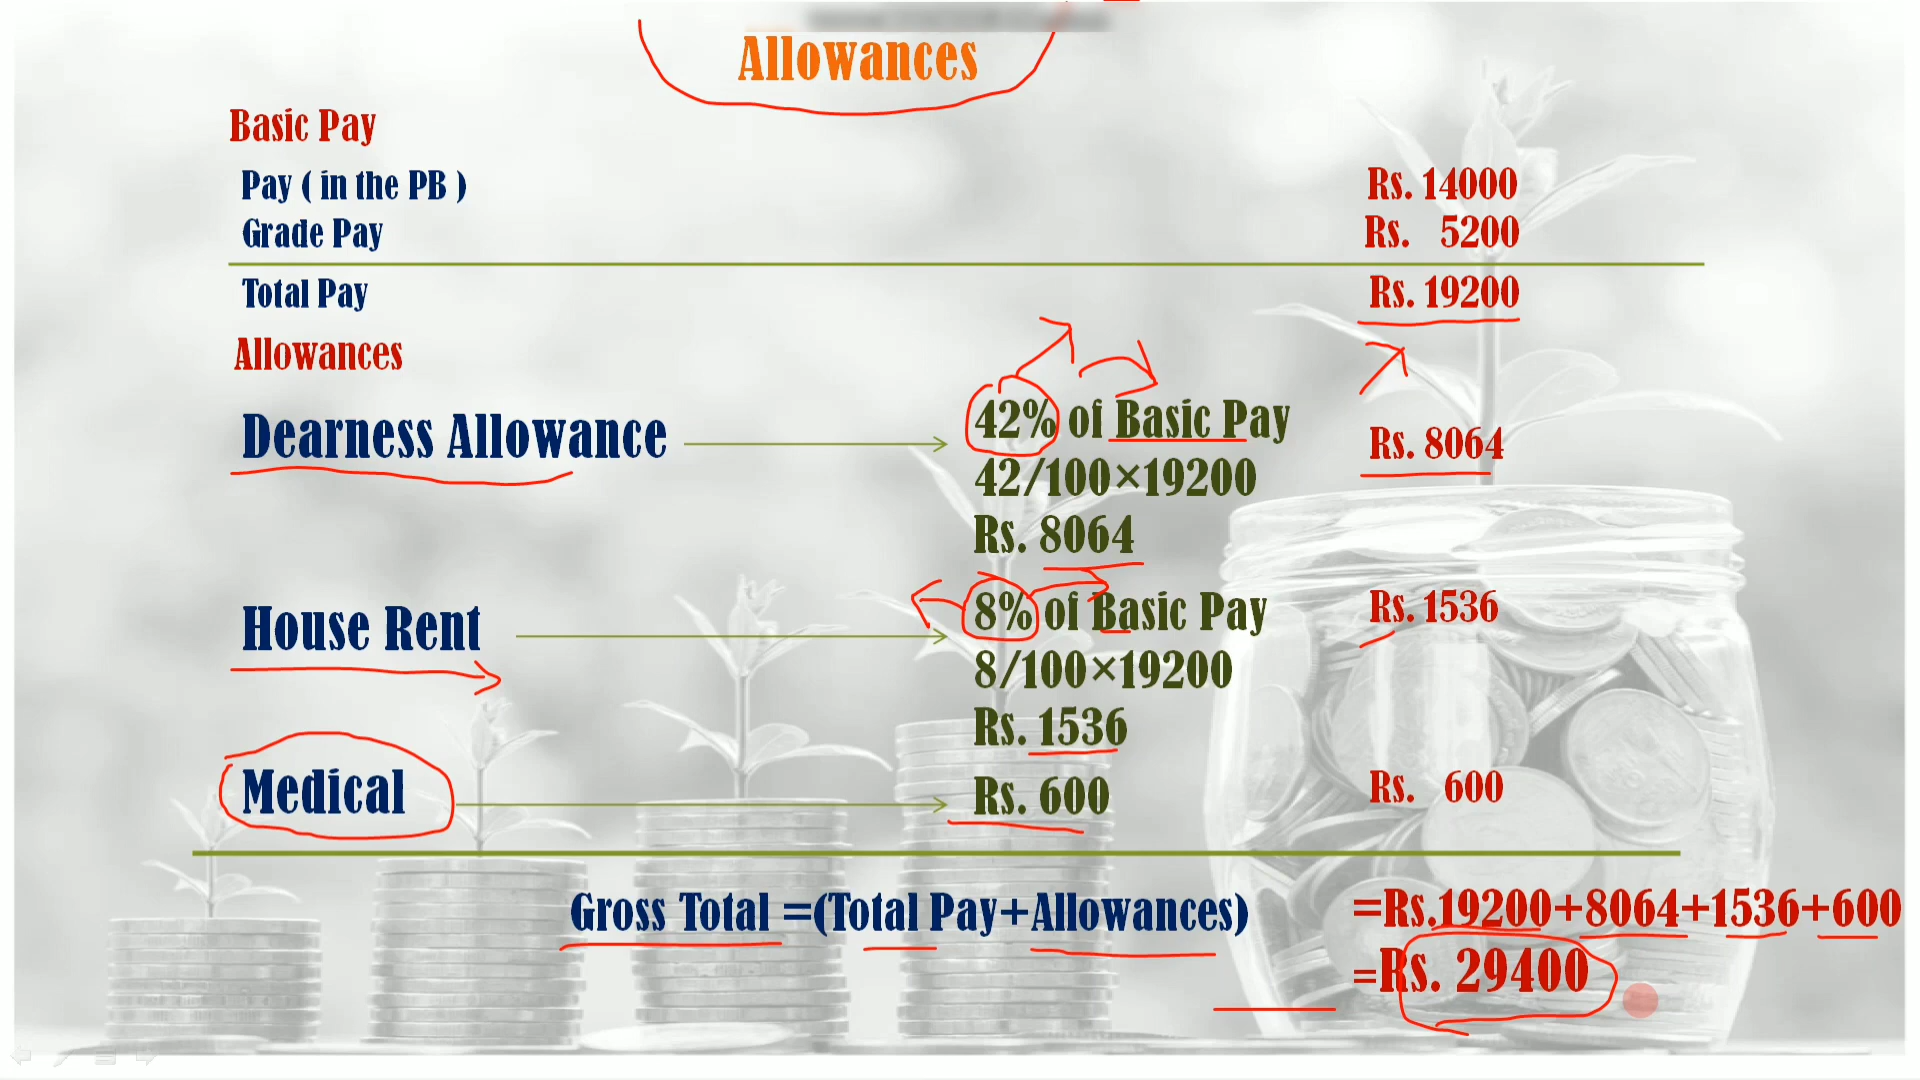 Allowances
Basic Pay
Pay ( in the PB ) Rs. 14000
Grade Pay Rs. 5200
Total Pay Rs. 19200
Allowances
Dearness Allowance 42% of Basic Pay Rs. 8064
42/100×19200
Rs. 8064
House Rent 8% of Basic Pay Rs. 1536
8/100×19200
Rs. 1536
Medical Rs. 600 Rs. 600
Gross Total =(Total Pay+Allowances) =Rs.19200+8064+1536+600
=Rs. 29400